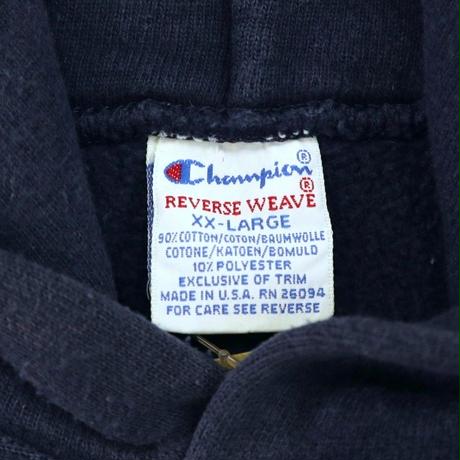 Champion®
REVERSE WEAVE®
XX-LARGE
90% COTTON/COTON/BAUMWOLLE
COTONE/KATOEN/BOMULD
10% POLYESTER
EXCLUSIVE OF TRIM
MADE IN U.S.A. RN 26094
FOR CARE SEE REVERSE